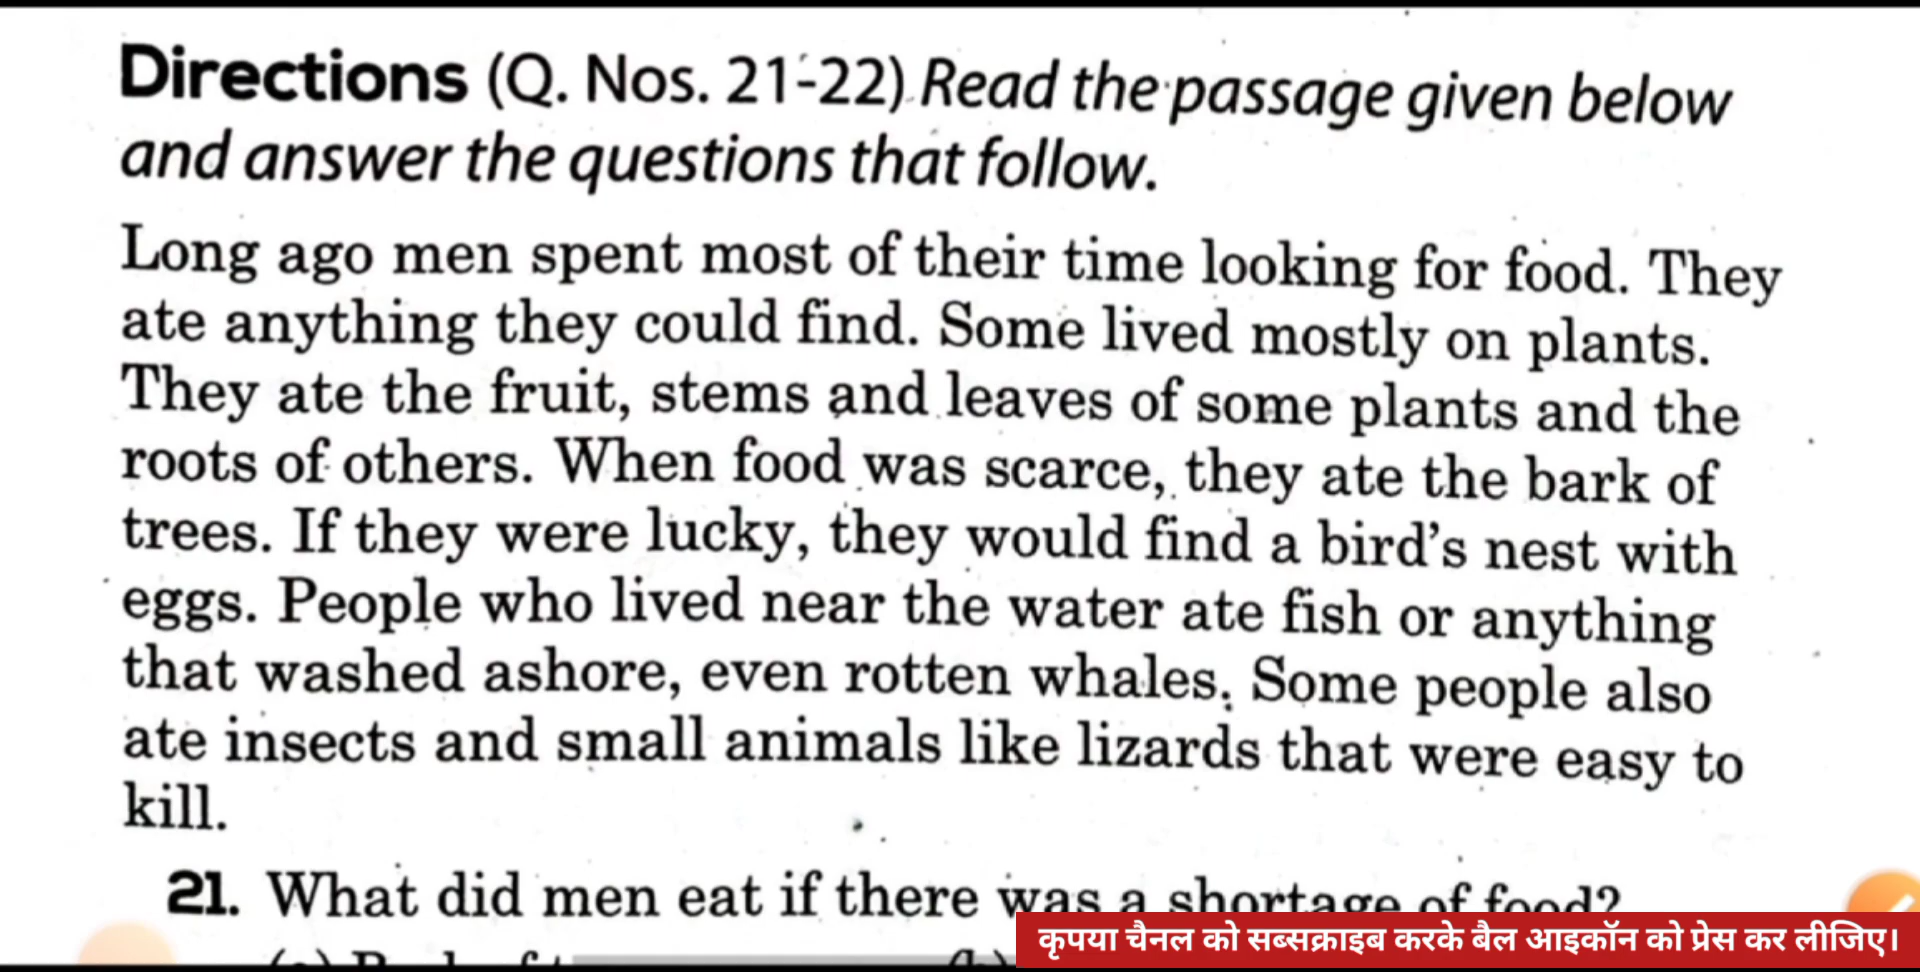 Directions (Q. Nos. 21-22) Read the passage given below
and answer the questions that follow.
Long ago men spent most of their time looking for food. They
ate anything they could find. Some lived mostly on plants.
They ate the fruit, stems and leaves of some plants and the
roots of others. When food was scarce, they ate the bark of
trees. If they were lucky, they would find a bird's nest with
eggs. People who lived near the water ate fish or anything
that washed ashore, even rotten whales. Some people also
ate insects and small animals like lizards that were easy to
kill.
21. What did men eat if there was a shortage of food?
कृपया चैनल को सब्सक्राइब करके बैल आइकॉन को प्रेस कर लीजिए।